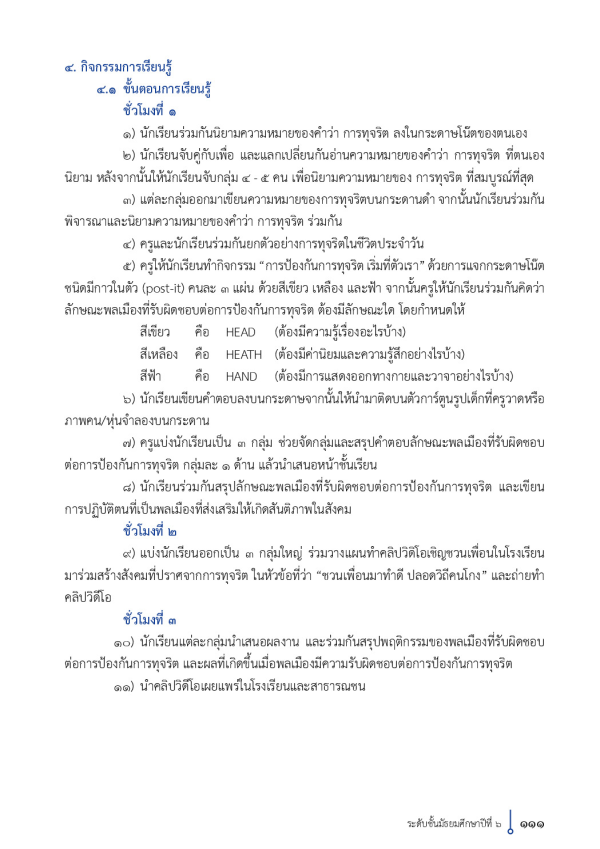 ๔. กิจกรรมการเรียนรู้
๔.๑ ขั้นตอนการเรียนรู้
ชั่วโมงที่ ๑
๑) นักเรียนร่วมกันนิยามความหมายของคำว่า การทุจริต ลงในกระดาษโน๊ตของตนเอง
๒) นักเรียนจับคู่กับเพื่อ และแลกเปลี่ยนกันอ่านความหมายของคำว่า การทุจริต ที่ตนเอง
นิยาม หลังจากนั้นให้นักเรียนจับกลุ่ม ๔ - ๕ คน เพื่อนิยามความหมายของ การทุจริต ที่สมบูรณ์ที่สุด
๓) แต่ละกลุ่มออกมาเขียนความหมายของการทุจริตบนกระดานดำ จากนั้นนักเรียนร่วมกัน
พิจารณาและนิยามความหมายของคำว่า การทุจริต ร่วมกัน
๔) ครูและนักเรียนร่วมกันยกตัวอย่างการทุจริตในชีวิตประจำวัน
๕) ครูให้นักเรียนทำกิจกรรม “การป้องกันการทุจริต เริ่มที่ตัวเรา” ด้วยการแจกกระดาษโน๊ต
ชนิดมีกาวในตัว (post-it) คนละ ๓ แผ่น ด้วยสีเขียว เหลือง และฟ้า จากนั้นครูให้นักเรียนร่วมกันคิดว่า
ลักษณะพลเมืองที่รับผิดชอบต่อการป้องกันการทุจริต ต้องมีลักษณะใด โดยกำหนดให้
สีเขียว คือ HEAD (ต้องมีความรู้เรื่องอะไรบ้าง)
สีเหลือง คือ HEATH (ต้องมีค่านิยมและความรู้สึกอย่างไรบ้าง)
สีฟ้า คือ HAND (ต้องมีการแสดงออกทางกายและวาจาอย่างไรบ้าง)
๖) นักเรียนเขียนคำตอบลงบนกระดาษจากนั้นให้นำมาติดบนตัวการ์ตูนรูปเด็กที่ครูวาดหรือ
ภาพคน/หุ่นจำลองบนกระดาน
๗) ครูแบ่งนักเรียนเป็น ๓ กลุ่ม ช่วยจัดกลุ่มและสรุปคำตอบลักษณะพลเมืองที่รับผิดชอบ
ต่อการป้องกันการทุจริต กลุ่มละ ๑ ด้าน แล้วนำเสนอหน้าชั้นเรียน
๘) นักเรียนร่วมกันสรุปลักษณะพลเมืองที่รับผิดชอบต่อการป้องกันการทุจริต และเขียน
การปฏิบัติตนที่เป็นพลเมืองที่ส่งเสริมให้เกิดสันติภาพในสังคม
ชั่วโมงที่ ๒
๙) แบ่งนักเรียนออกเป็น ๓ กลุ่มใหญ่ ร่วมวางแผนทำคลิปวิดีโอเชิญชวนเพื่อนในโรงเรียน
มาร่วมสร้างสังคมที่ปราศจากการทุจริต ในหัวข้อที่ว่า “ชวนเพื่อนมาทำดี ปลอดวิถีคนโกง” และถ่ายทำ
คลิปวิดีโอ
ชั่วโมงที่ ๓
๑๐) นักเรียนแต่ละกลุ่มนำเสนอผลงาน และร่วมกันสรุปพฤติกรรมของพลเมืองที่รับผิดชอบ
ต่อการป้องกันการทุจริต และผลที่เกิดขึ้นเมื่อพลเมืองมีความรับผิดชอบต่อการป้องกันการทุจริต
๑๑) นำคลิปวิดีโอเผยแพร่ในโรงเรียนและสาธารณชน
ระดับชั้นมัธยมศึกษาปีที่ ๖ ๑๑๑